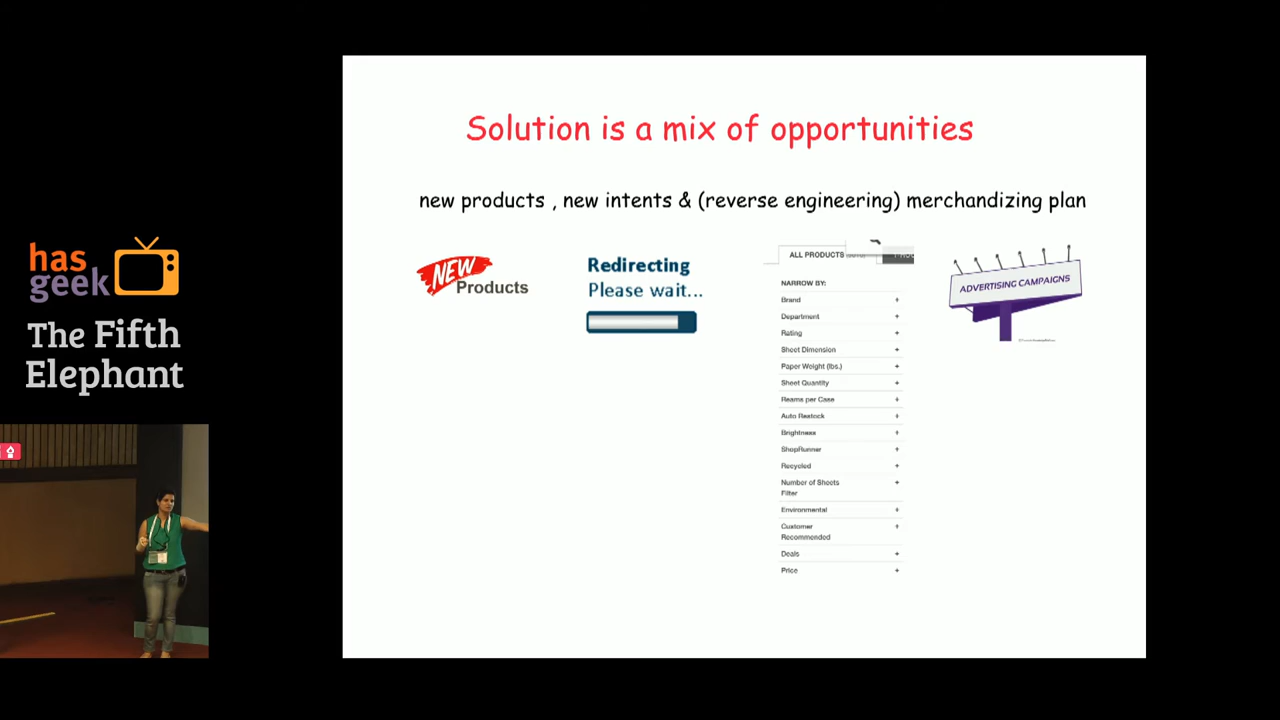 has
geek
The Fifth
Elephant
Solution is a mix of opportunities
new products , new intents & (reverse engineering) merchandizing plan
NEW
Products
Redirecting
Please wait...
ALL PRODUCTS
NARROW BY:
Brand +
Department +
Rating +
Sheet Dimension +
Paper Weight (lbs.) +
Sheet Quantity +
Reams per Case +
Auto Restock +
Brightness +
ShopRunner +
Recycled +
Number of Sheets +
Filter
Environmental +
Customer +
Recommended
Deals +
Price +
ADVERTISING CAMPAIGNS